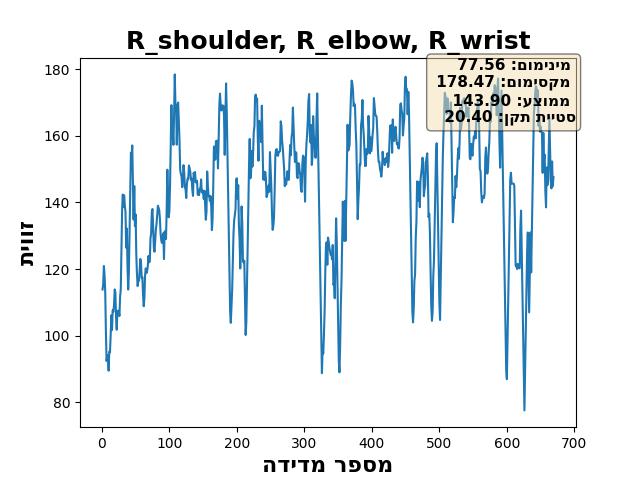 R_shoulder, R_elbow, R_wrist
מינימום: 77.56
מקסימום: 178.47
ממוצע: 143.90
סטיית תקן: 20.40
זווית
180
160
140
120
100
80
0 100 200 300 400 500 600 700
מספר מדידה